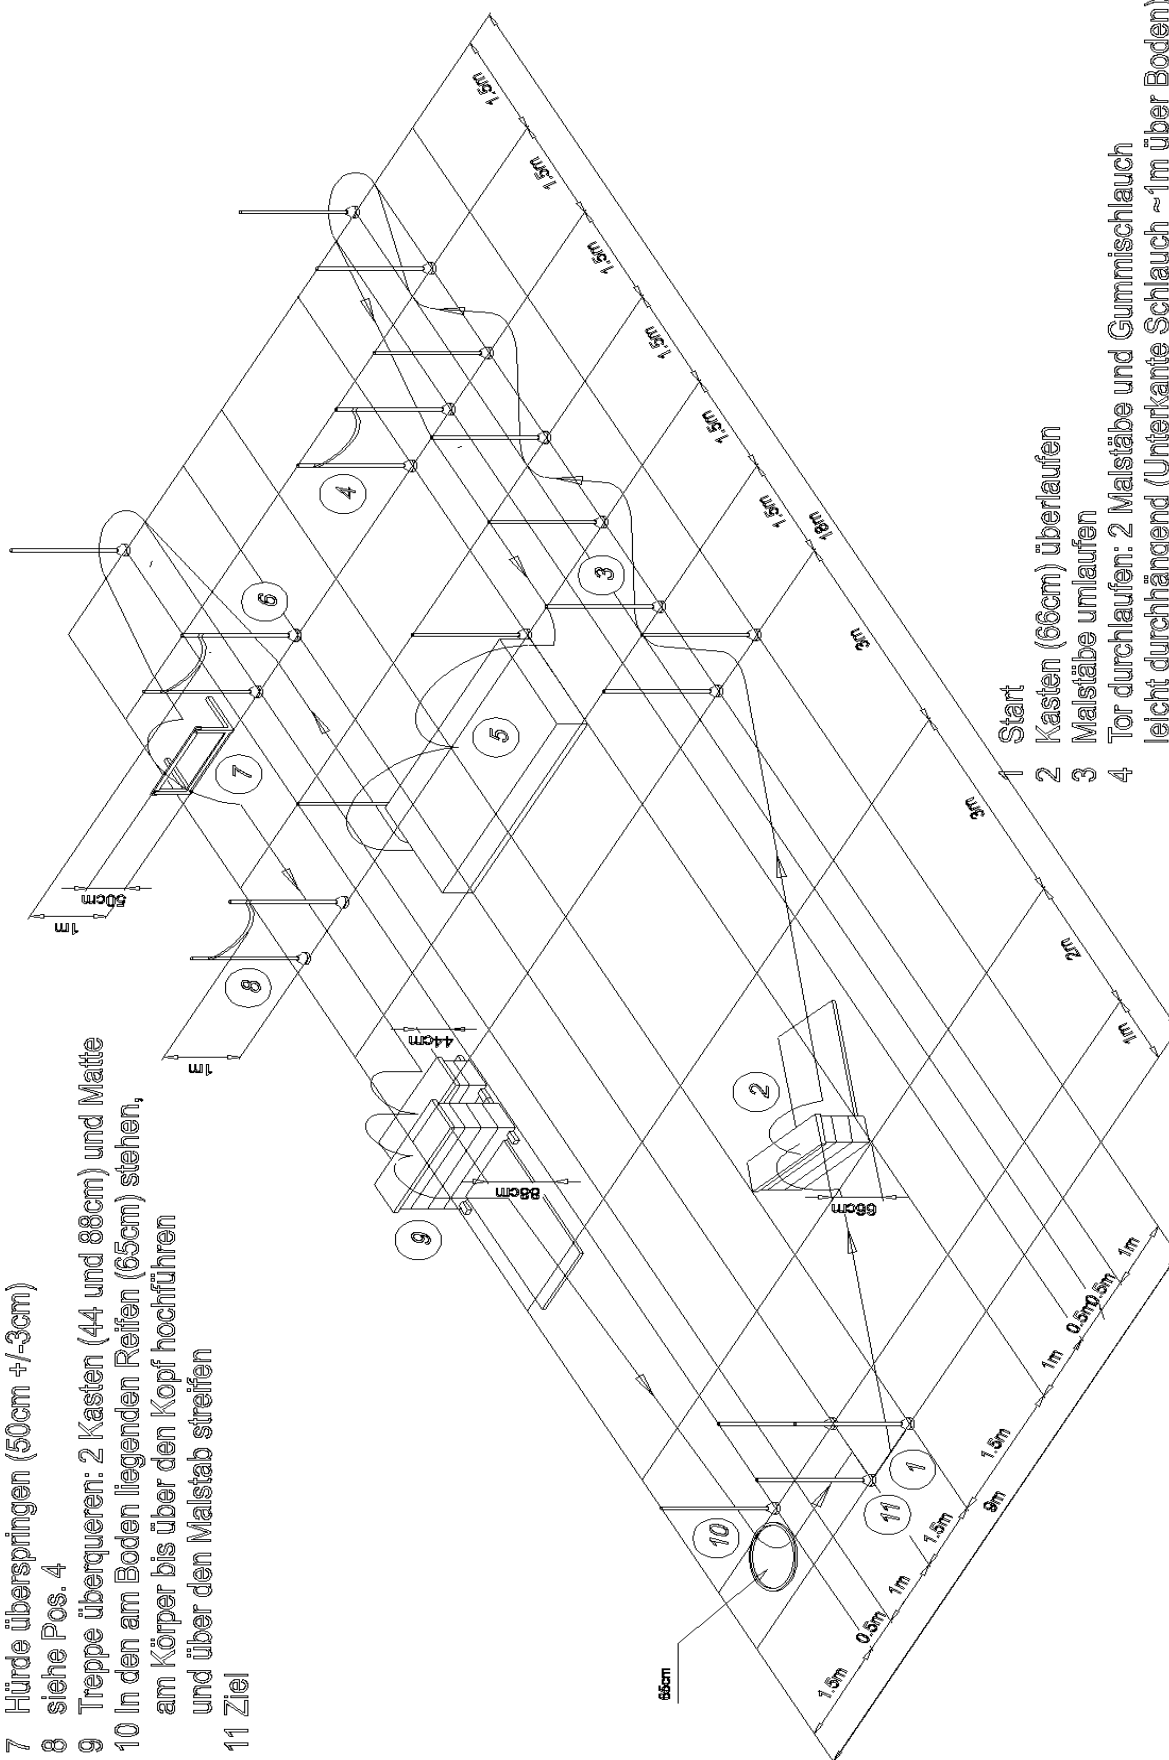 7 Hürde überspringen (50cm +/-3cm)
8 siehe Pos. 4
9 Treppe überqueren: 2 Kasten (44 und 88cm) und Matte
10 In den am Boden liegenden Reifen (65cm) stehen,
am Körper bis über den Kopf hochführen
und über den Malstab streifen
11 Ziel
1m
50cm
1m
44cm
88cm
66cm
65cm
8
7
6
4
9
5
3
2
10
11
1
1.5m
0.5m
1m
1.5m
1.5m
1m
0.5m
0.5m
1m
9m
1m
2m
3m
3m
1,5m
1,5m
1,5m
1,5m
1,5m
1,5m
18m
1 Start
2 Kasten (66cm) überlaufen
3 Malstäbe umlaufen
4 Tor durchlaufen: 2 Malstäbe und Gummischlauch
leicht durchhängend (Unterkante Schlauch ~1m über Boden)